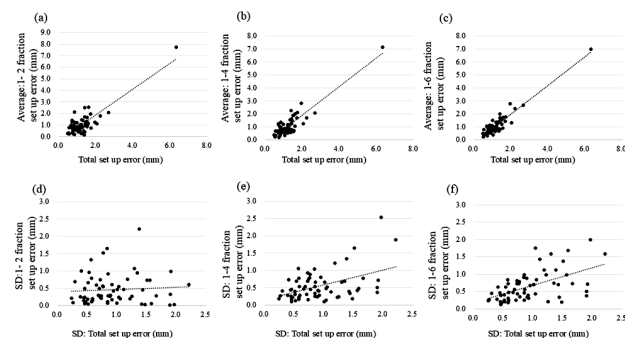 (a)
Average:1- 2 fraction
set up error (mm)
9.0
8.0
7.0
6.0
5.0
4.0
3.0
2.0
1.0
0.0
0.0 2.0 4.0 6.0 8.0
Total set up error (mm)
(b)
Average: 1-4 fraction
set up error (mm)
8.0
7.0
6.0
5.0
4.0
3.0
2.0
1.0
0.0
0.0 2.0 4.0 6.0 8.0
Total set up error (mm)
(c)
Average: 1-6 fraction
set up error (mm)
8.0
7.0
6.0
5.0
4.0
3.0
2.0
1.0
0.0
0.0 2.0 4.0 6.0 8.0
Total set up error (mm)
(d)
SD:1- 2 fraction
set up error (mm)
2.5
2.0
1.5
1.0
0.5
0.0
0.0 0.5 1.0 1.5 2.0 2.5
SD: Total set up error (mm)
(e)
SD: 1-4 fraction
set up error (mm)
3.0
2.5
2.0
1.5
1.0
0.5
0.0
0.0 0.5 1.0 1.5 2.0 2.5
SD: Total set up error (mm)
(f)
SD: 1-6 fraction
set up error (mm)
3.0
2.5
2.0
1.5
1.0
0.5
0.0
0.0 0.5 1.0 1.5 2.0 2.5
SD: Total set up error (mm)